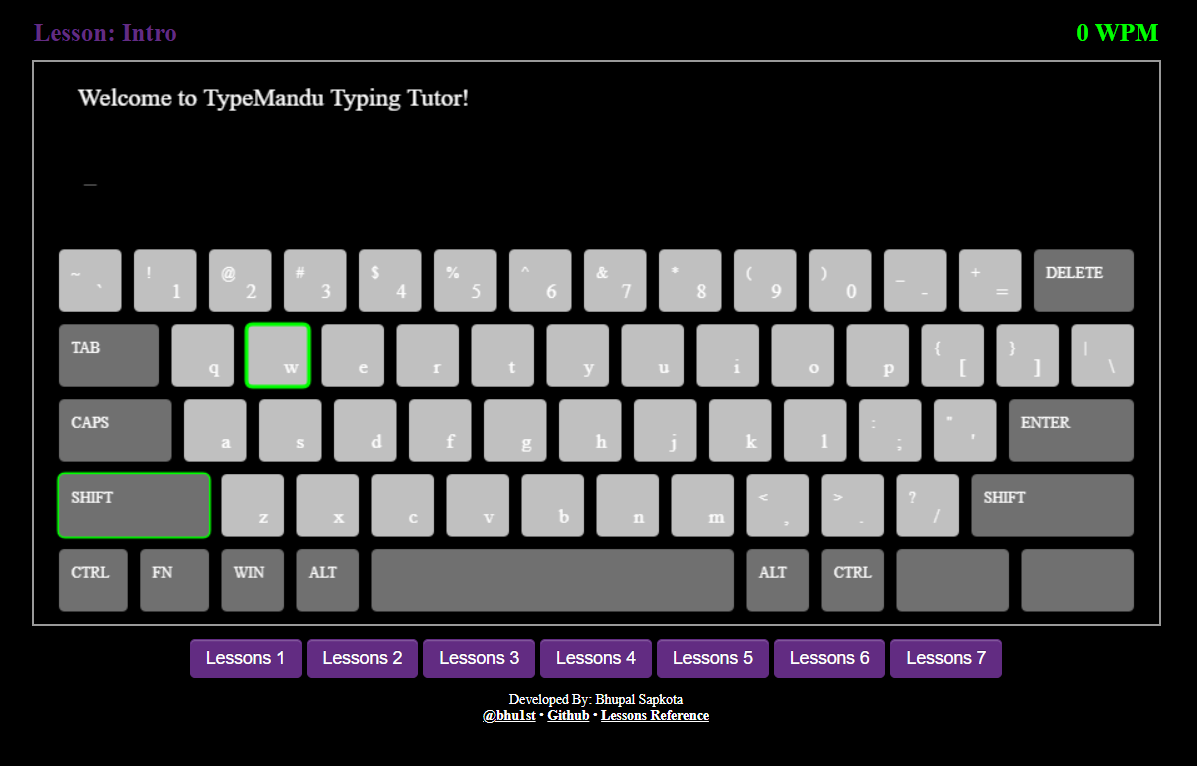 Lesson: Intro 0 WPM
Welcome to TypeMandu Typing Tutor!
_
~ ` ! 1 @ 2 # 3 $ 4 % 5 ^ 6 & 7 * 8 ( 9 ) 0 _ - + = DELETE
TAB q w e r t y u i o p { [ } ] | \
CAPS a s d f g h j k l : ; " ' ENTER
SHIFT z x c v b n m < , > . ? / SHIFT
CTRL FN WIN ALT ALT CTRL
Lessons 1 Lessons 2 Lessons 3 Lessons 4 Lessons 5 Lessons 6 Lessons 7
Developed By: Bhupal Sapkota
@bhu1st • Github • Lessons Reference